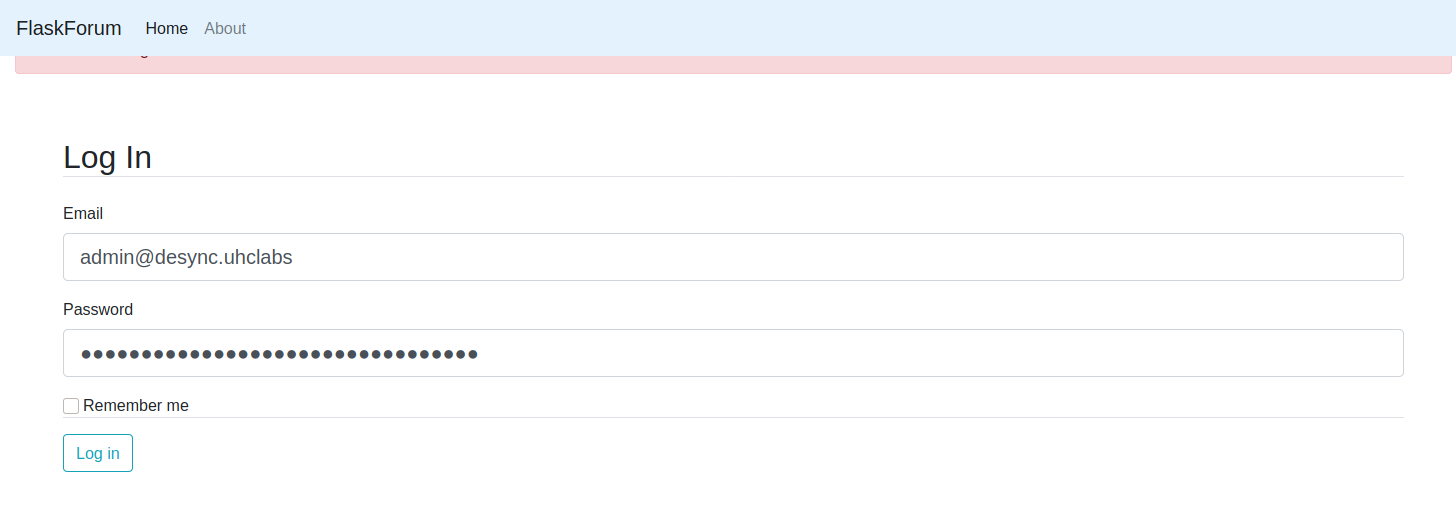 FlaskForum Home About
Log In
Email
admin@desync.uhclabs
Password
●●●●●●●●●●●●●●●●●●●●●●●●●●●●●●●●●
Remember me
Log in